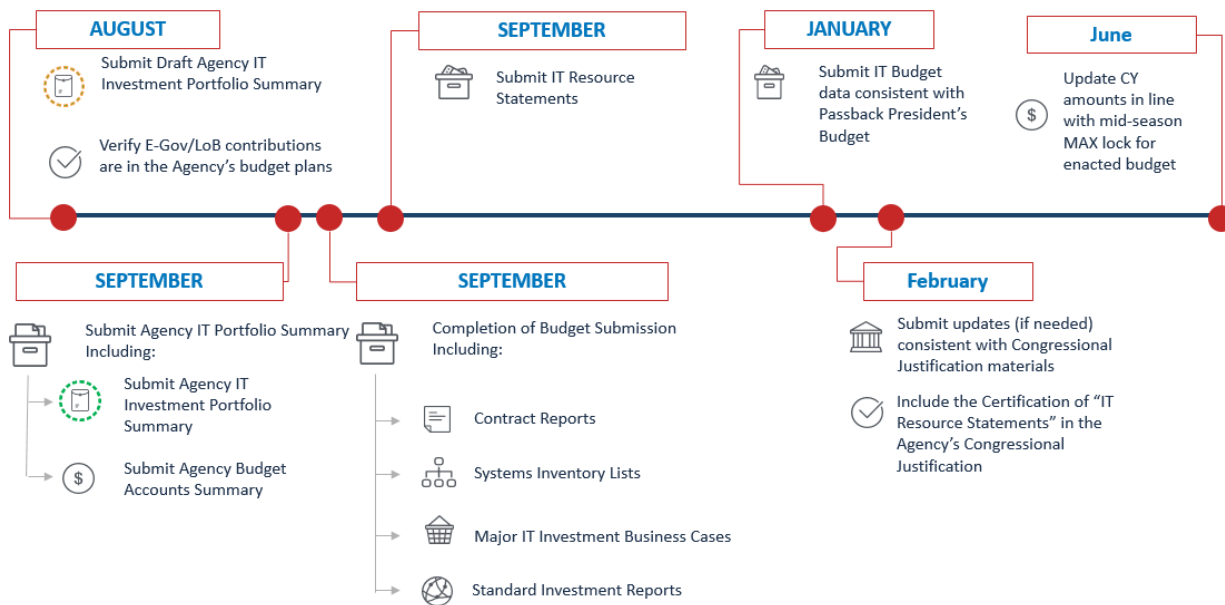 AUGUST
Submit Draft Agency IT
Investment Portfolio Summary
Verify E-Gov/LoB contributions
are in the Agency's budget plans
SEPTEMBER
Submit IT Resource
Statements
JANUARY
Submit IT Budget
data consistent with
Passback President's
Budget
June
Update CY
amounts in line
with mid-season
MAX lock for
enacted budget
SEPTEMBER
Submit Agency IT Portfolio Summary
Including:
Submit Agency IT
Investment Portfolio
Summary
$
Submit Agency Budget
Accounts Summary
SEPTEMBER
Completion of Budget Submission
Including:
Contract Reports
Systems Inventory Lists
Major IT Investment Business Cases
Standard Investment Reports
February
Submit updates (if needed)
consistent with Congressional
Justification materials
Include the Certification of “IT
Resource Statements” in the
Agency's Congressional
Justification
$